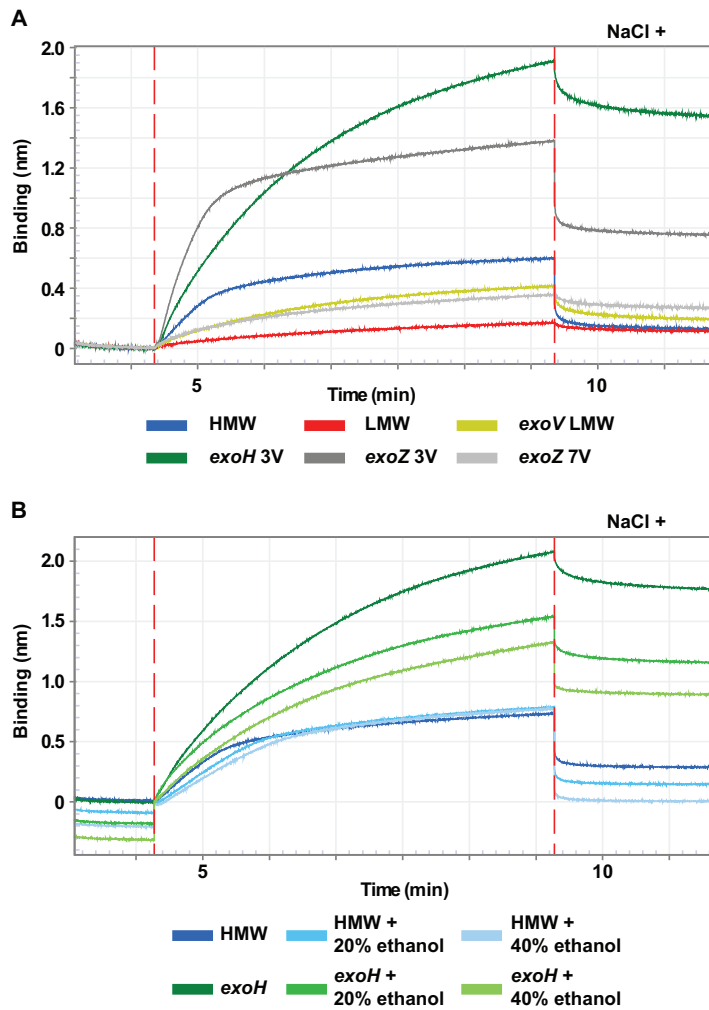 A
NaCl +
2.0
1.6
1.2
0.8
0.4
0
Binding (nm)
5
10
Time (min)
HMW
LMW
exoV LMW
exoH 3V
exoZ 3V
exoZ 7V
B
NaCl +
2.0
1.5
1.0
0.5
0
Binding (nm)
5
10
Time (min)
HMW
HMW +
20% ethanol
HMW +
40% ethanol
exoH
exoH +
20% ethanol
exoH +
40% ethanol